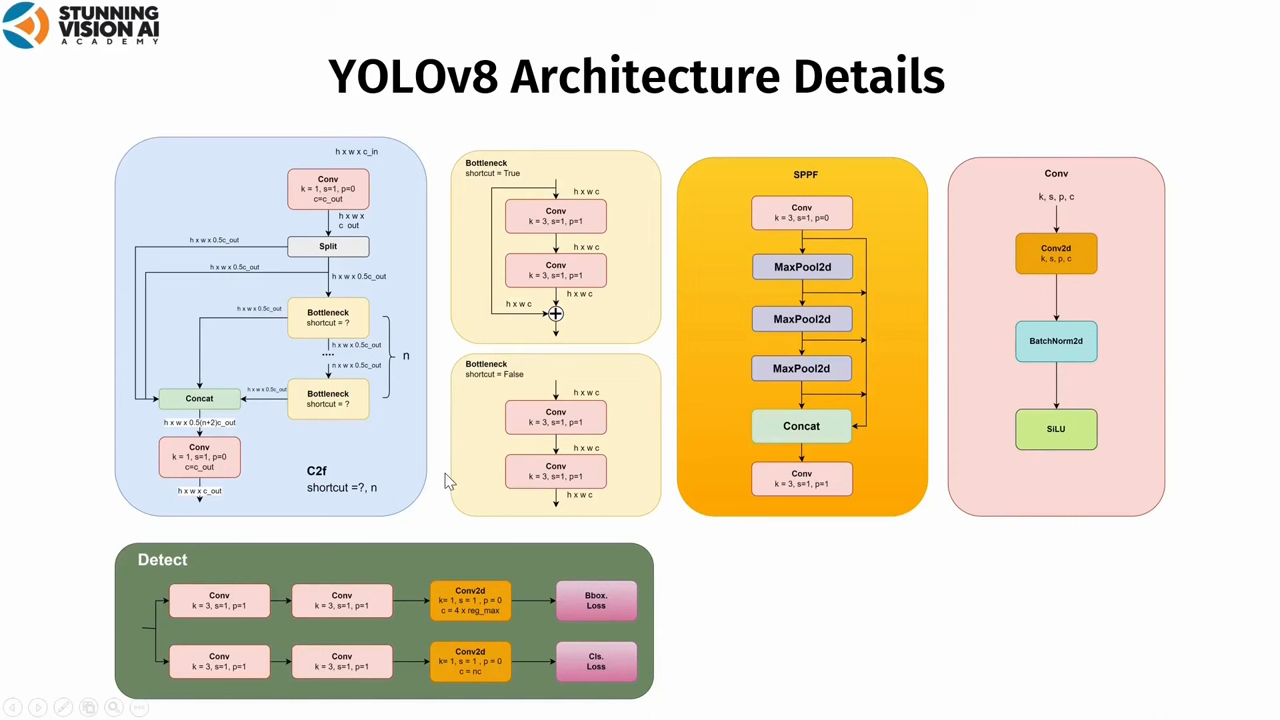 STUNNING
VISION AI
ACADEMY
YOLOv8 Architecture Details
h x w x c_in
Conv
k = 1, s=1, p=0
c=c_out
h x w x
c out
Split
h x w x 0.5c_out
h x w x 0.5c_out
h x w x 0.5c_out
Bottleneck
shortcut = ?
h x w x 0.5c_out
h x w x 0.5c_out
....
h x w x 0.5c_out
n
Bottleneck
shortcut = ?
h x w x 0.5c_out
Concat
h x w x 0.5(n+2)c_out
Conv
k = 1, s=1, p=0
c=c_out
h x w x c_out
C2f
shortcut =?, n
Bottleneck
shortcut = True
h x w c
Conv
k = 3, s=1, p=1
h x w c
Conv
k = 3, s=1, p=1
h x w c
h x w c
+
Bottleneck
shortcut = False
h x w c
Conv
k = 3, s=1, p=1
h x w c
Conv
k = 3, s=1, p=1
h x w c
SPPF
Conv
k = 3, s=1, p=0
MaxPool2d
MaxPool2d
MaxPool2d
Concat
Conv
k = 3, s=1, p=1
Conv
k, s, p, c
Conv2d
k, s, p, c
BatchNorm2d
SiLU
Detect
Conv
k = 3, s=1, p=1
Conv
k = 3, s=1, p=1
Conv2d
k= 1, s = 1 , p = 0
c = 4 x reg_max
Bbox.
Loss
Conv
k = 3, s=1, p=1
Conv
k = 3, s=1, p=1
Conv2d
k= 1, s = 1 , p = 0
c = nc
Cls.
Loss